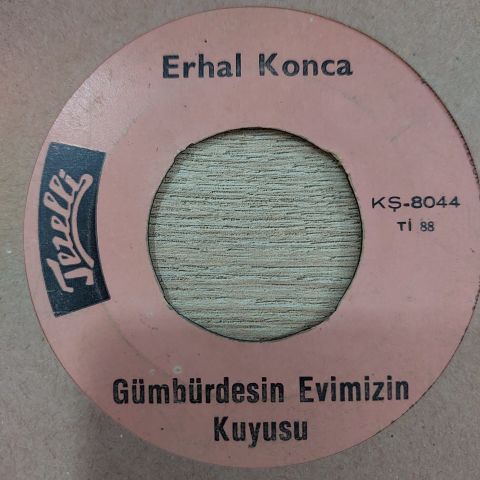 Erhal Konca
Tezelli
KŞ-8044
Tİ 88
Gümbürdesin Evimizin
Kuyusu